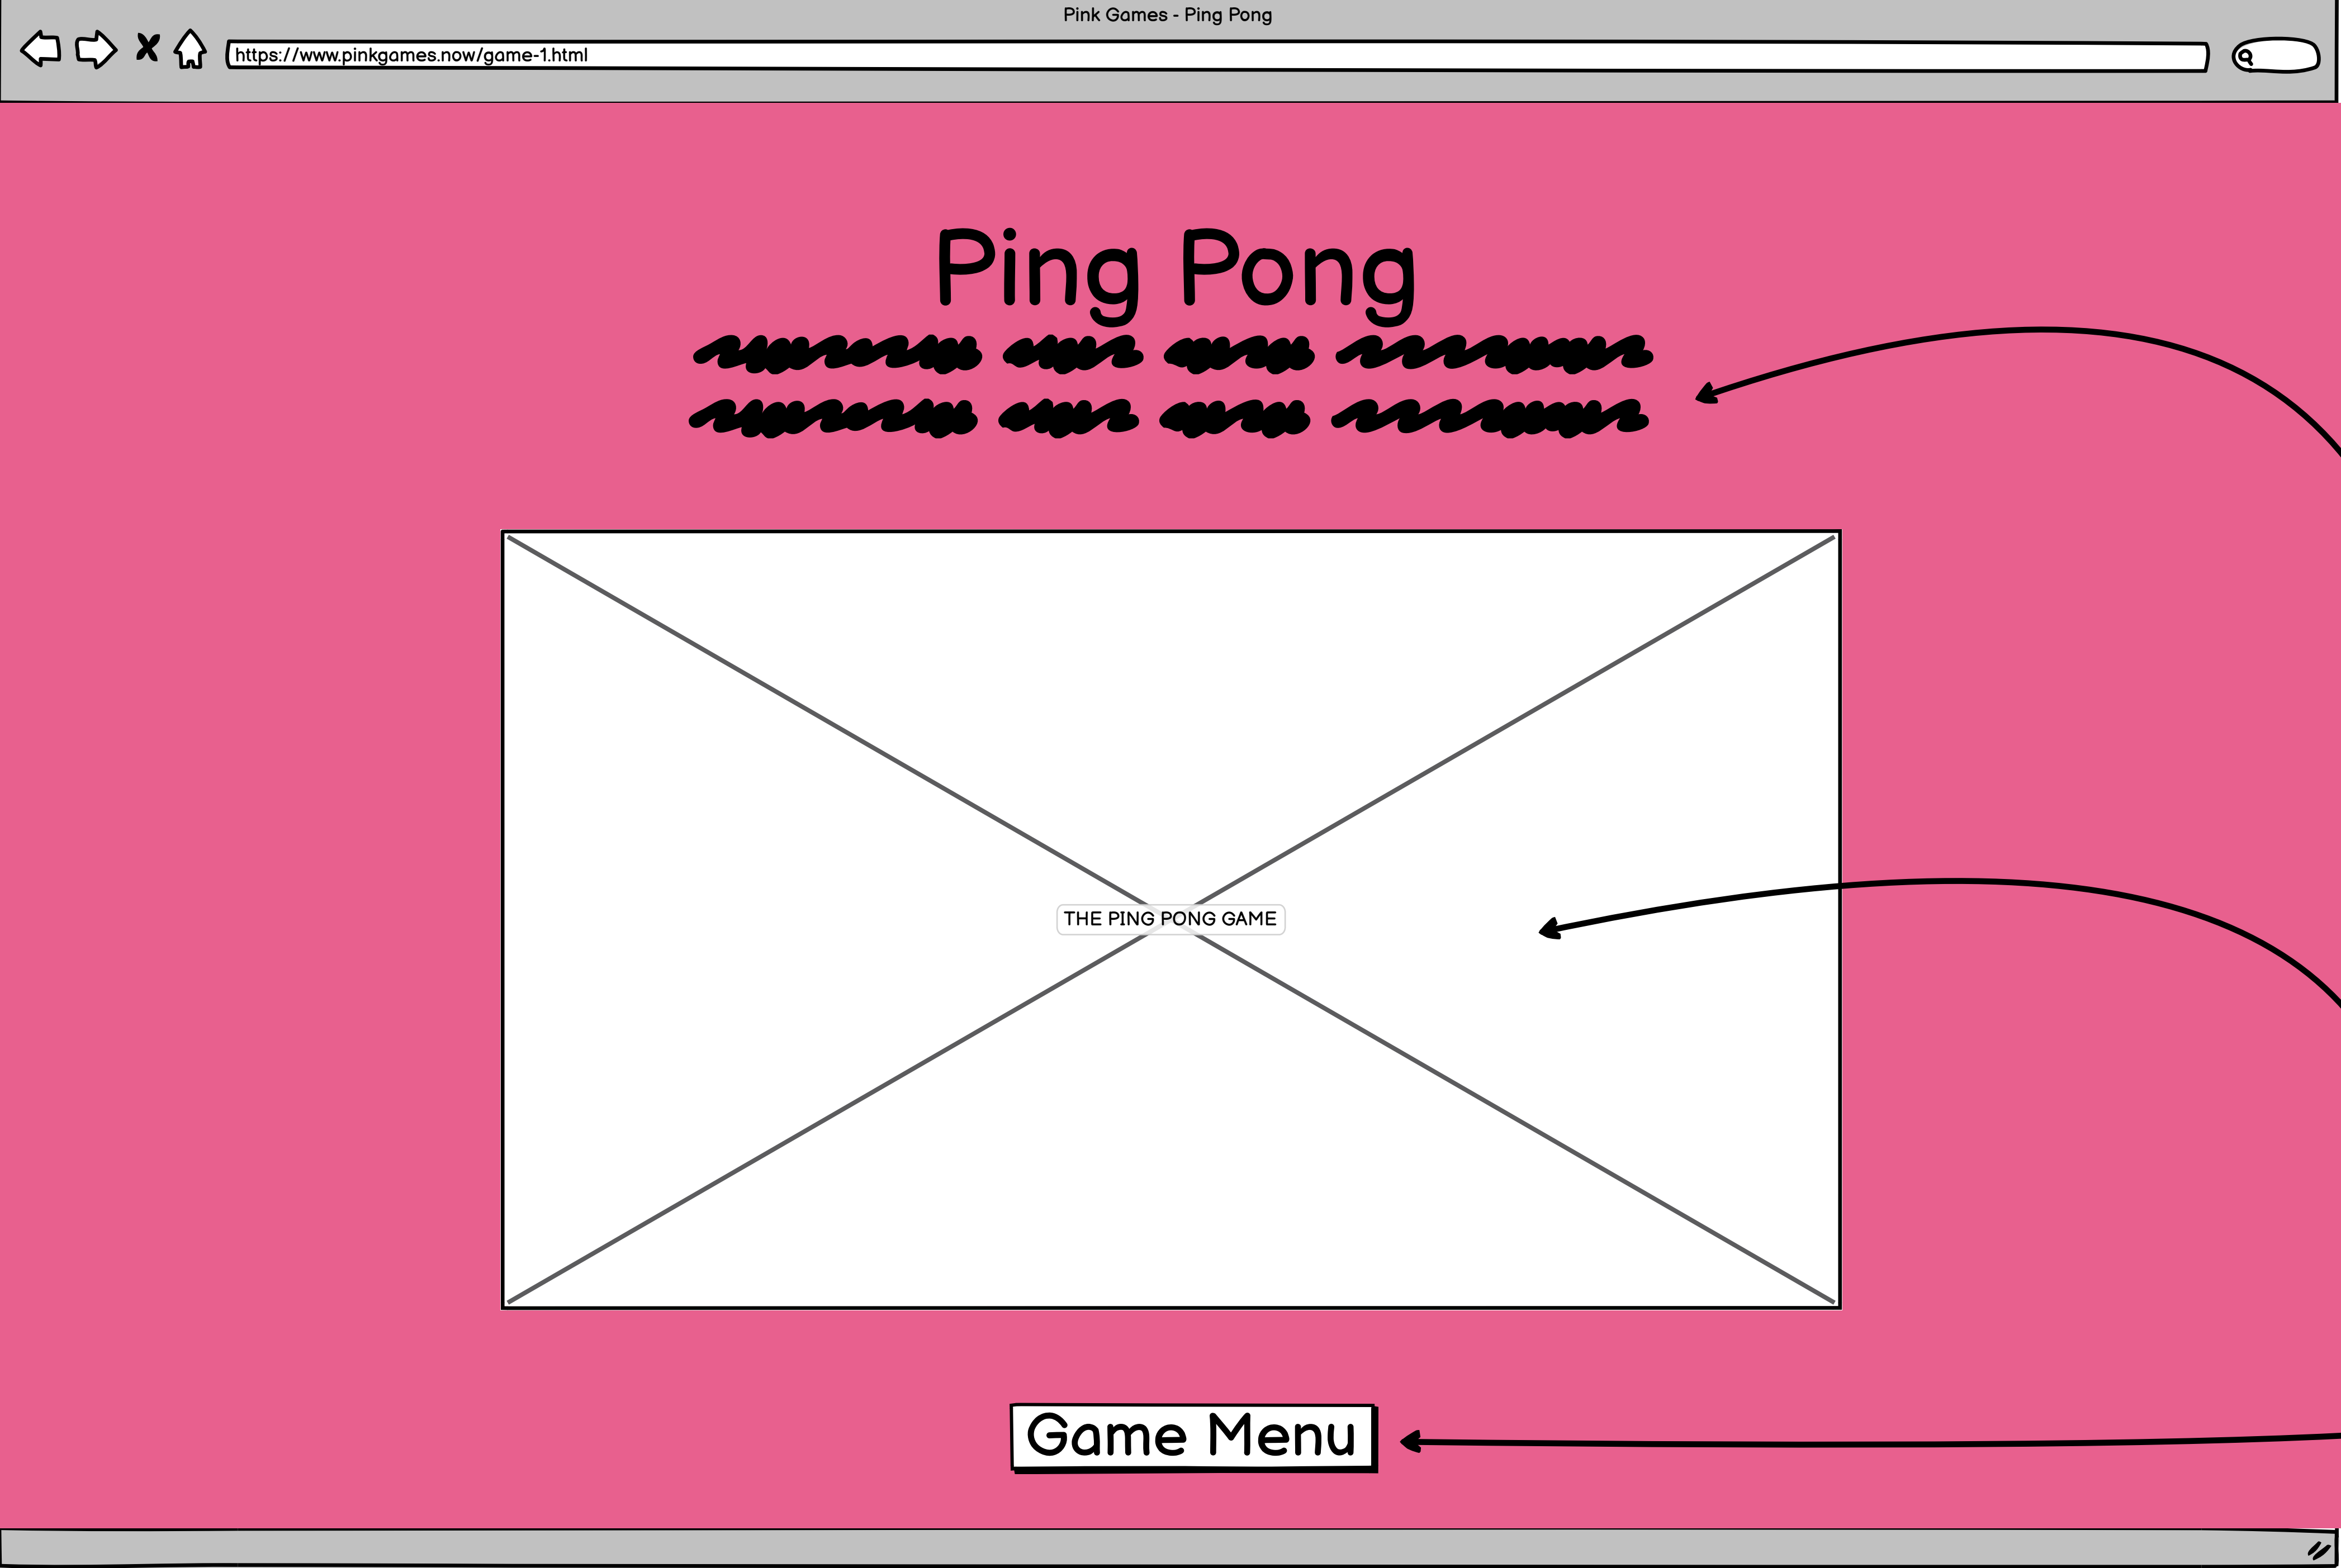 Pink Games - Ping Pong
https://www.pinkgames.now/game-1.html
Ping Pong
THE PING PONG GAME
Game Menu